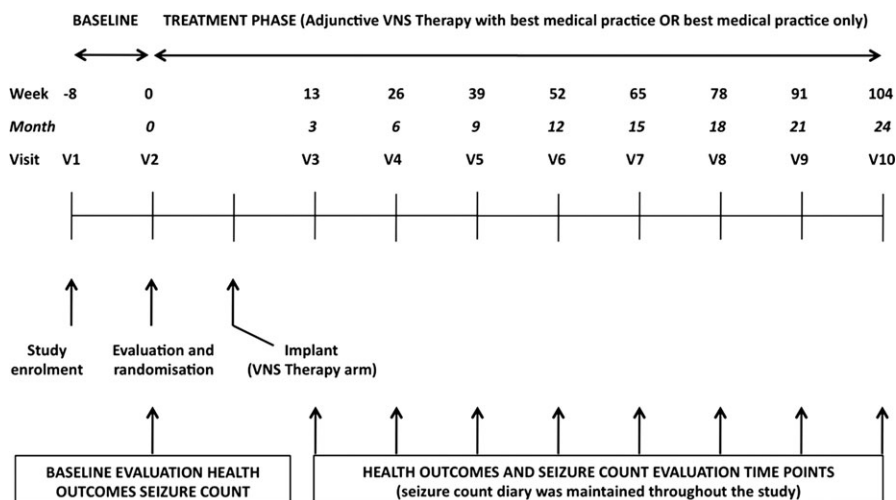 BASELINE TREATMENT PHASE (Adjunctive VNS Therapy with best medical practice OR best medical practice only)
Week -8 0 13 26 39 52 65 78 91 104
Month 0 3 6 9 12 15 18 21 24
Visit V1 V2 V3 V4 V5 V6 V7 V8 V9 V10
Study
enrolment
Evaluation and
randomisation
Implant
(VNS Therapy arm)
BASELINE EVALUATION HEALTH
OUTCOMES SEIZURE COUNT
HEALTH OUTCOMES AND SEIZURE COUNT EVALUATION TIME POINTS
(seizure count diary was maintained throughout the study)